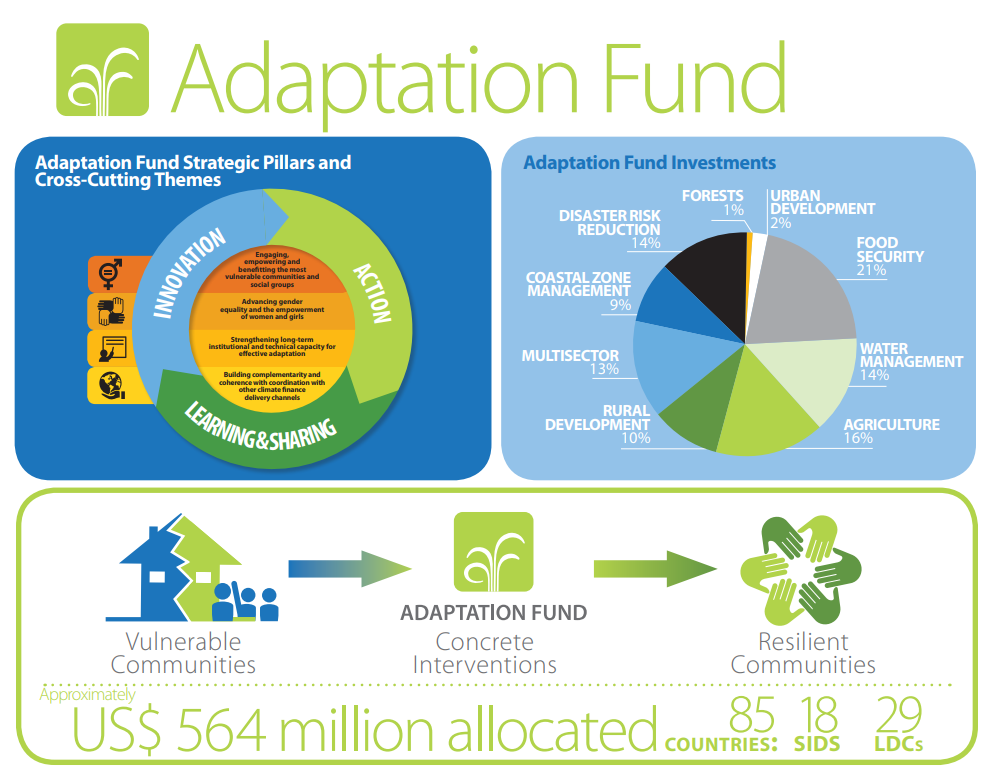 Adaptation Fund
Adaptation Fund Strategic Pillars and
Cross-Cutting Themes
INNOVATION
ACTION
LEARNING & SHARING
Engaging,
empowering and
benefitting the most
vulnerable communities and
social groups
Advancing gender
equality and the empowerment
of women and girls
Strengthening long-term
institutional and technical capacity for
effective adaptation
Building complementarity and
coherence with coordination with
other climate finance
delivery channels
Adaptation Fund Investments
FORESTS
1%
URBAN
DEVELOPMENT
2%
DISASTER RISK
REDUCTION
14%
FOOD
SECURITY
21%
COASTAL ZONE
MANAGEMENT
9%
WATER
MANAGEMENT
14%
MULTISECTOR
13%
RURAL
DEVELOPMENT
10%
AGRICULTURE
16%
Vulnerable
Communities
ADAPTATION FUND
Concrete
Interventions
Resilient
Communities
Approximately
US$ 564 million allocated
85
COUNTRIES:
18
SIDS
29
LDCs